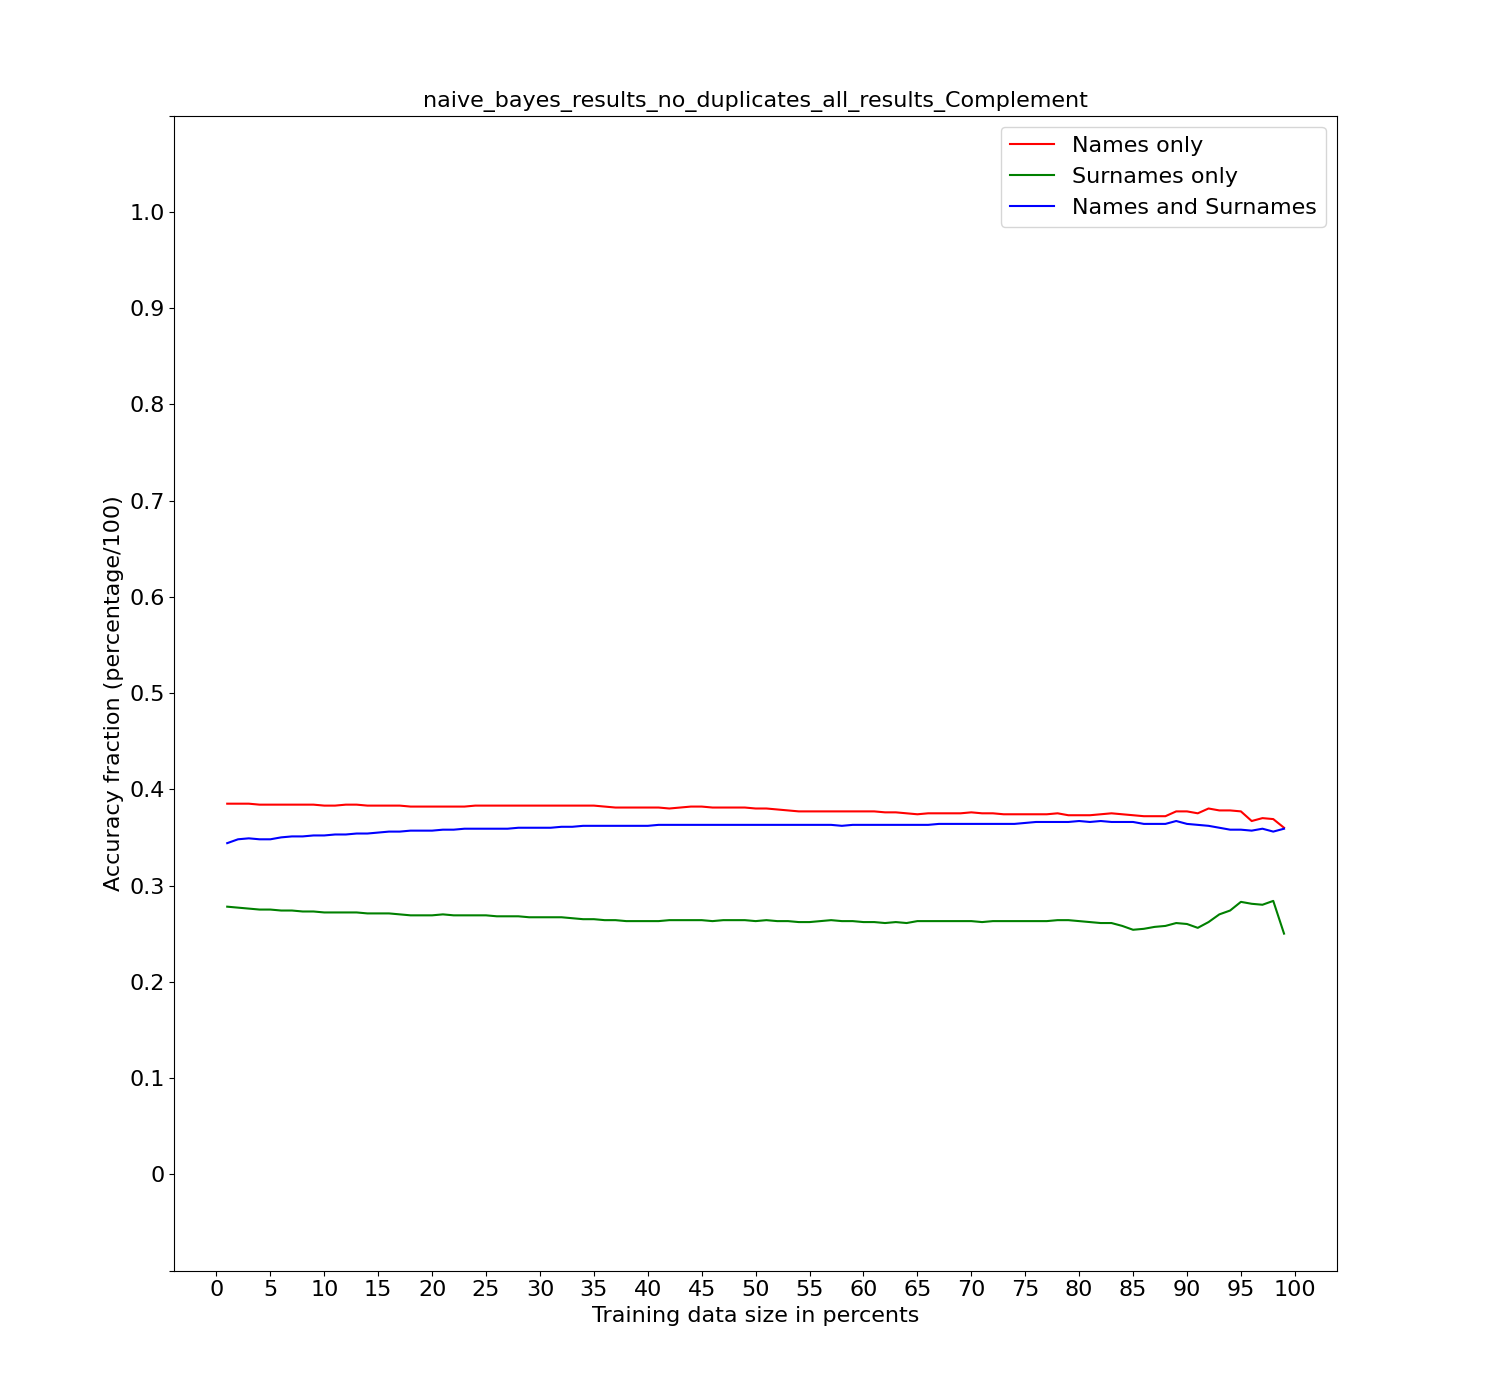 naive_bayes_results_no_duplicates_all_results_Complement
Names only
Surnames only
Names and Surnames
1.0
0.9
0.8
0.7
0.6
0.5
0.4
0.3
0.2
0.1
0
Accuracy fraction (percentage/100)
0 5 10 15 20 25 30 35 40 45 50 55 60 65 70 75 80 85 90 95 100
Training data size in percents